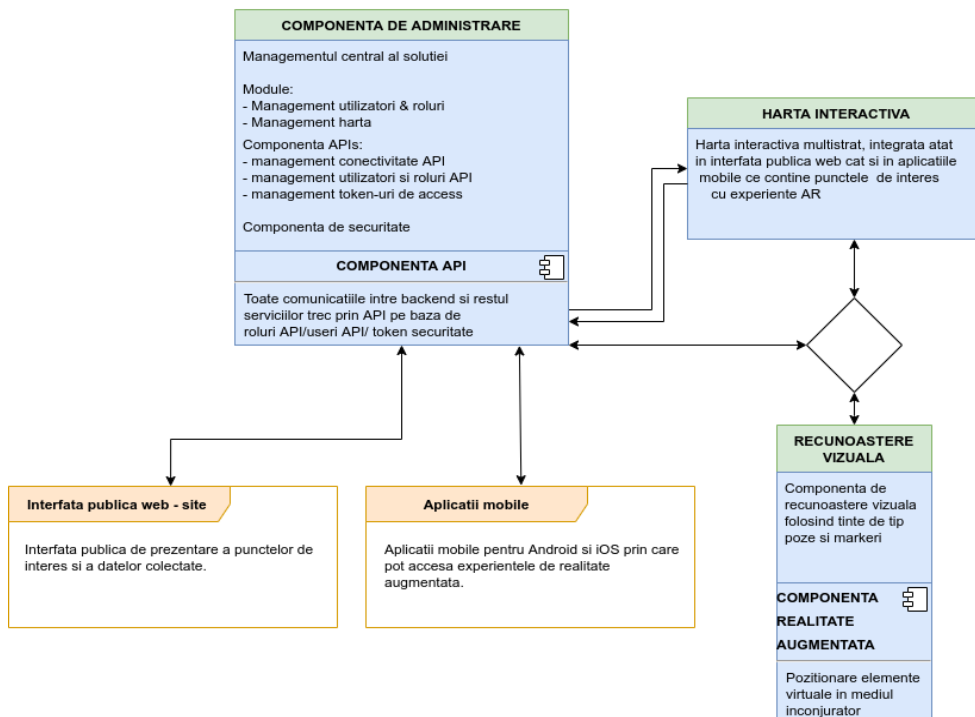 COMPONENTA DE ADMINISTRARE
Managementul central al solutiei
Module:
- Management utilizatori & roluri
- Management harta
Componenta APIs:
- management conectivitate API
- management utilizatori si roluri API
- management token-uri de access
Componenta de securitate
COMPONENTA API
Toate comunicatiile intre backend si restul
serviciilor trec prin API pe baza de
roluri API/useri API/ token securitate
HARTA INTERACTIVA
Harta interactiva multistrat, integrata atat
in interfata publica web cat si in aplicatiile
mobile ce contine punctele de interes
cu experiente AR
Interfata publica web - site
Interfata publica de prezentare a punctelor de
interes si a datelor colectate.
Aplicatii mobile
Aplicatii mobile pentru Android si iOS prin care
pot accesa experientele de realitate
augmentata.
RECUNOASTERE
VIZUALA
Componenta de
recunoastere vizuala
folosind tinte de tip
poze si markeri
COMPONENTA
REALITATE
AUGMENTATA
Pozitionare elemente
virtuale in mediul
inconjurator